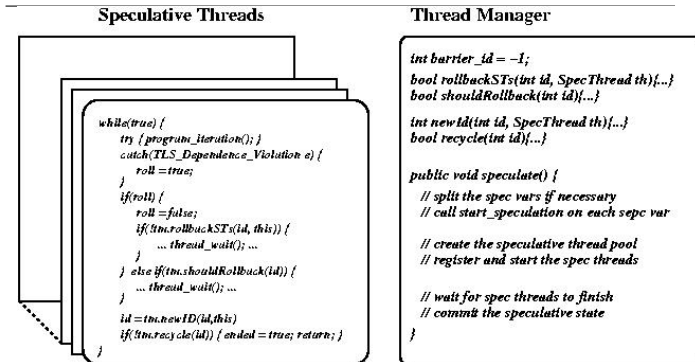 Speculative Threads
while(true) {
try { program_iteration(); }
catch(TLS_Dependence_Violation e) {
roll = true;
}
if(roll) {
roll = false;
if(!tm.rollbackSTs(id, this)) {
... thread_wait(); ...
}
} else if(tm.shouldRollback(id)) {
... thread_wait(); ...
}
id = tm.newID(id,this)
if(!tm.recycle(id)) { ended = true; return; }
}
Thread Manager
int barrier_id = −1;
bool rollbackSTs(int id, SpecThread th){...}
bool shouldRollback(int id){...}
int newId(int id, SpecThread th){...}
bool recycle(int id){...}
public void speculate() {
// split the spec vars if necessary
// call start_speculation on each sepc var
// create the speculative thread pool
// register and start the spec threads
// wait for spec threads to finish
// commit the speculative state
}